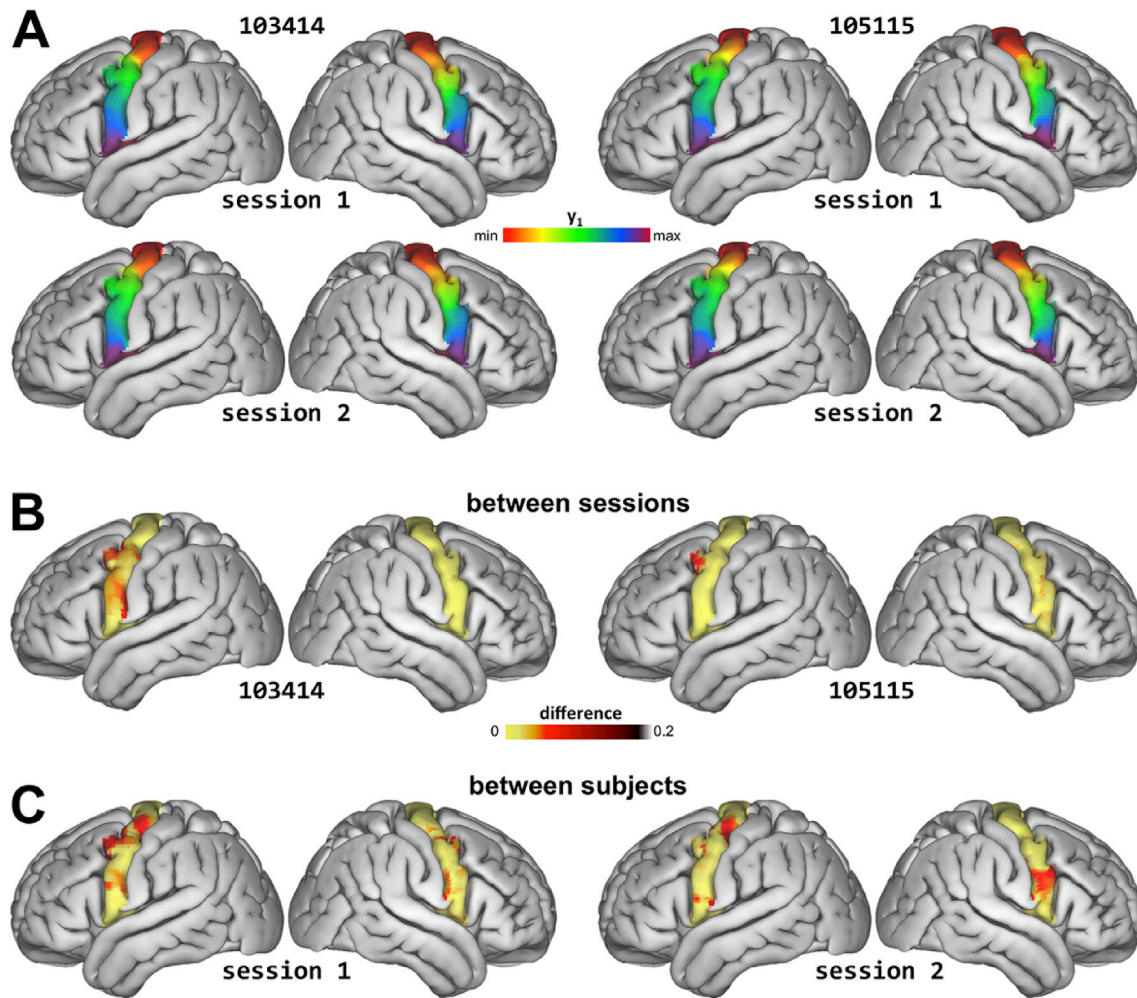 A
103414
105115
session 1
session 1
y₁
min
max
session 2
session 2
B
between sessions
103414
105115
difference
0
0.2
C
between subjects
session 1
session 2